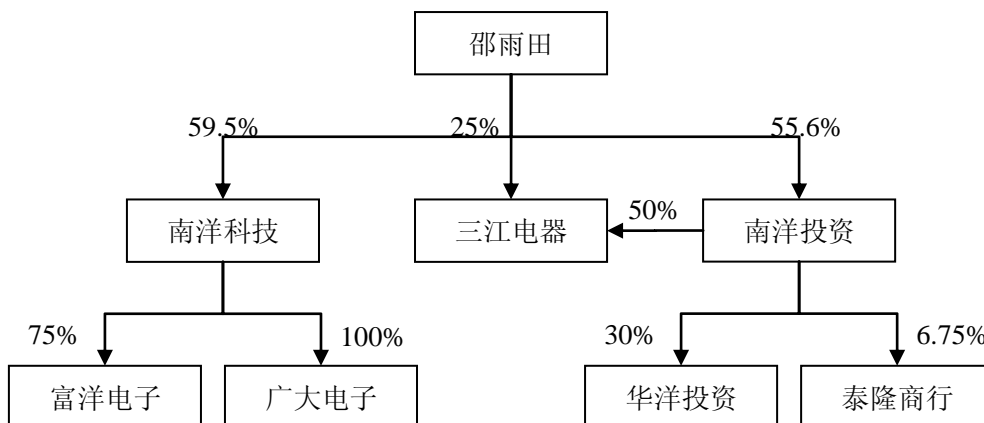 邵雨田
59.5%
25%
55.6%
南洋科技
三江电器
50%
南洋投资
75%
100%
30%
6.75%
富洋电子
广大电子
华洋投资
泰隆商行